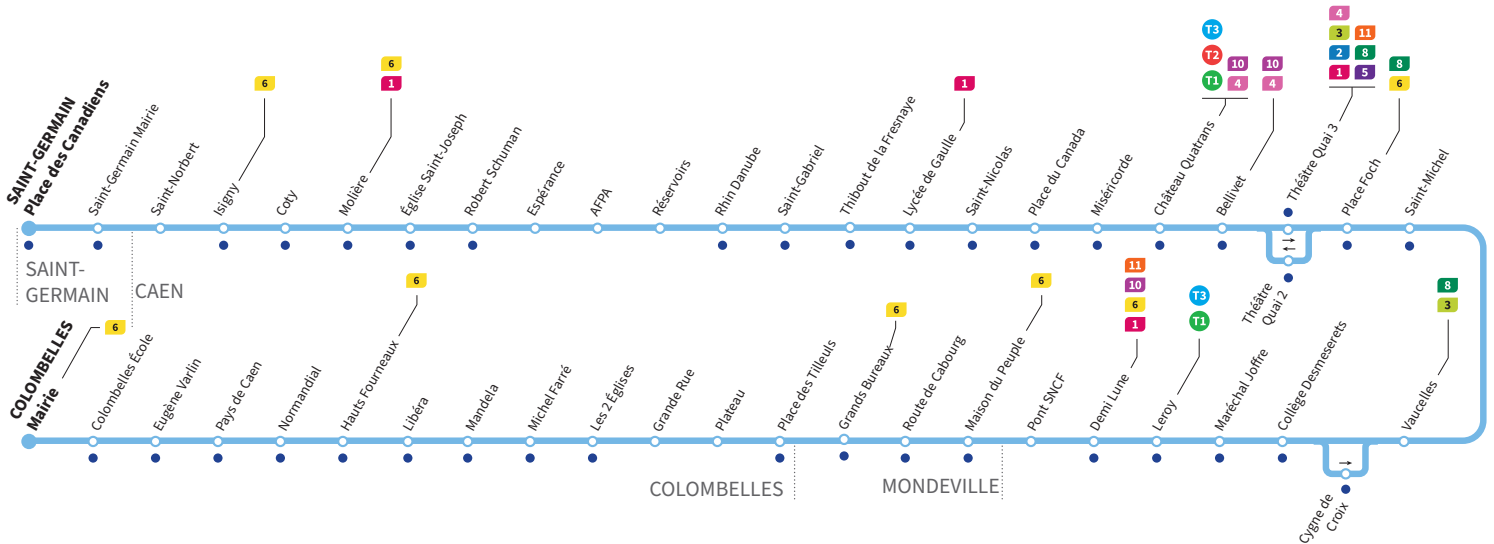 SAINT-GERMAIN
Place des Canadiens
Saint-Germain Mairie
Saint-Norbert
6
Isigny
Coty
6
1
Molière
Église Saint-Joseph
Robert Schuman
Espérance
AFPA
Réservoirs
Rhin Danube
Saint-Gabriel
Thibout de la Fresnaye
1
Lycée de Gaulle
Saint-Nicolas
Place du Canada
Miséricorde
T3
T2 10
T1 4
Château Quatrans
10
4
Bellivet
4
3 11
2 8
1 5
Théâtre Quai 3
8
6
Place Foch
Saint-Michel
Théâtre
Quai 2
SAINT-
GERMAIN
CAEN
COLOMBELLES
Mairie
6
Colombelles École
Eugène Varlin
Pays de Caen
Normandial
6
Hauts Fourneaux
Libéra
Mandela
Michel Farré
Les 2 Églises
Grande Rue
Plateau
Place des Tilleuls
6
Grands Bureaux
Route de Cabourg
6
Maison du Peuple
Pont SNCF
11
10
6
1
Demi Lune
T3
T1
Leroy
Maréchal Joffre
Collège Desmeserets
8
3
Vaucelles
Cygne de
Croix
COLOMBELLES
MONDEVILLE